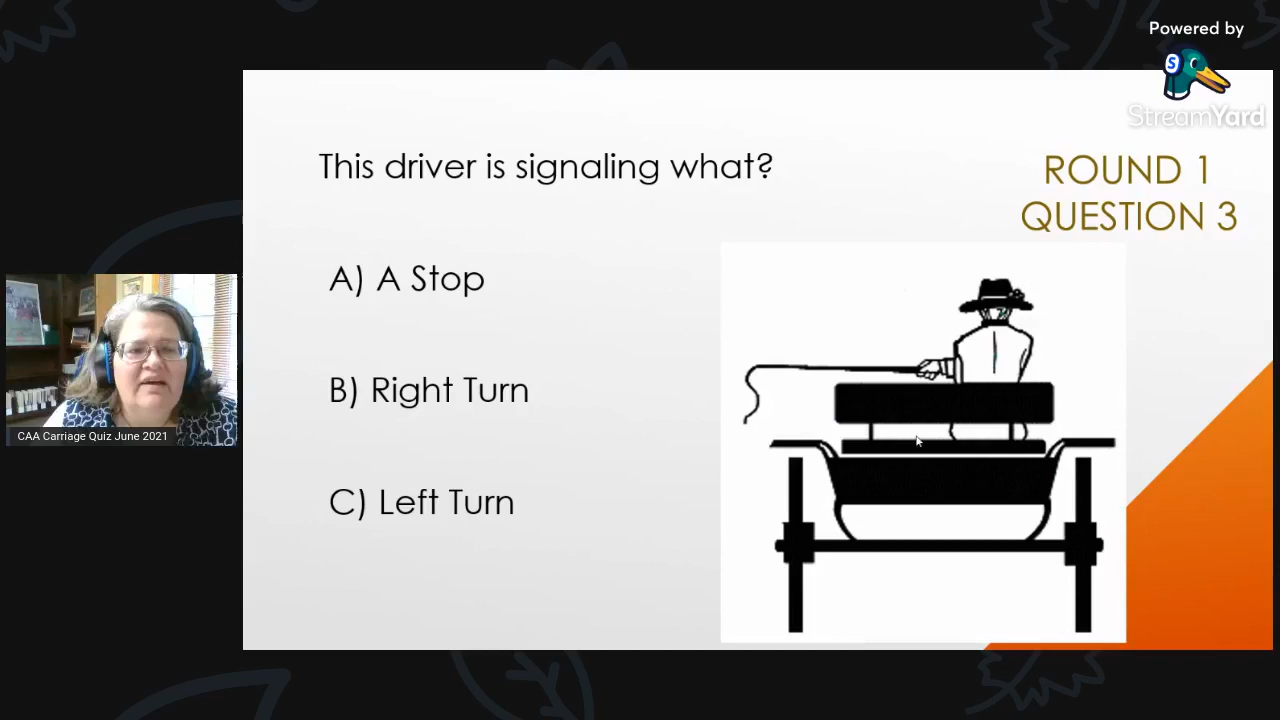 Powered by
StreamYard
This driver is signaling what?
ROUND 1
QUESTION 3
A) A Stop
B) Right Turn
C) Left Turn
CAA Carriage Quiz June 2021